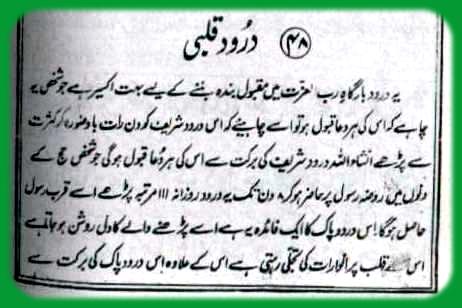 ۴۸ درود قلبی
یہ درود بارگاہ رب العزت میں مقبول بندہ بننے کے لیے بہت اکسیر ہے جو شخص یہ
چاہے کہ اس کی ہر دعا قبول ہو تو اسے چاہیئے کہ اس درود شریف کو دن رات باوضو ہو کر کثرت
سے پڑھے انشاء اللہ درود شریف کی برکت سے اس کی ہر دعا قبول ہو گی جو شخص حج کے
دنوں میں روضہ رسول پر حاضر ہو کر دن تک یہ درود روزانہ ۱۱۱ مرتبہ پڑھے اسے قرب رسول
حاصل ہو گا اس درود پاک کا ایک فائدہ یہ ہے اسے پڑھنے والے کا دل روشن ہو جاتا ہے
اس کے قلب پر انوارات کی تجلی رہتی ہے اس کے علاوہ اس درود پاک کی برکت سے